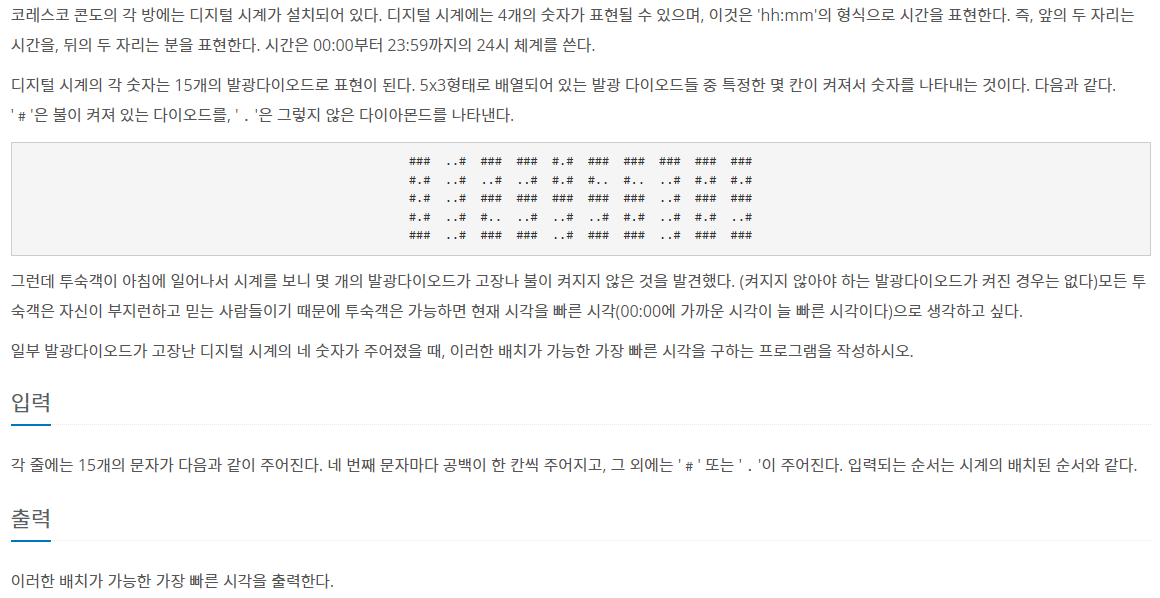 코레스코 콘도의 각 방에는 디지털 시계가 설치되어 있다. 디지털 시계에는 4개의 숫자가 표현될 수 있으며, 이것은 'hh:mm'의 형식으로 시간을 표현한다. 즉, 앞의 두 자리는
시간을, 뒤의 두 자리는 분을 표현한다. 시간은 00:00부터 23:59까지의 24시 체계를 쓴다.
디지털 시계의 각 숫자는 15개의 발광다이오드로 표현이 된다. 5x3형태로 배열되어 있는 발광 다이오드들 중 특정한 몇 칸이 켜져서 숫자를 나타내는 것이다. 다음과 같다.
' # '은 불이 켜져 있는 다이오드를, ' . '은 그렇지 않은 다이아몬드를 나타낸다.
### ..# ### ### #.# ### ### ### ### ###
#.# ..# ..# ..# #.# #.. #.. ..# #.# #.#
#.# ..# ### ### ### ### ### ..# ### ###
#.# ..# #.. ..# ..# ..# #.# ..# #.# ..#
### ..# ### ### ..# ### ### ..# ### ###
그런데 투숙객이 아침에 일어나서 시계를 보니 몇 개의 발광다이오드가 고장나 불이 켜지지 않은 것을 발견했다. (켜지지 않아야 하는 발광다이오드가 켜진 경우는 없다)모든 투
숙객은 자신이 부지런하고 믿는 사람들이기 때문에 투숙객은 가능하면 현재 시각을 빠른 시각(00:00에 가까운 시각이 늘 빠른 시각이다)으로 생각하고 싶다.
일부 발광다이오드가 고장난 디지털 시계의 네 숫자가 주어졌을 때, 이러한 배치가 가능한 가장 빠른 시각을 구하는 프로그램을 작성하시오.
입력
각 줄에는 15개의 문자가 다음과 같이 주어진다. 네 번째 문자마다 공백이 한 칸씩 주어지고, 그 외에는 ' # ' 또는 ' . '이 주어진다. 입력되는 순서는 시계의 배치된 순서와 같다.
출력
이러한 배치가 가능한 가장 빠른 시각을 출력한다.